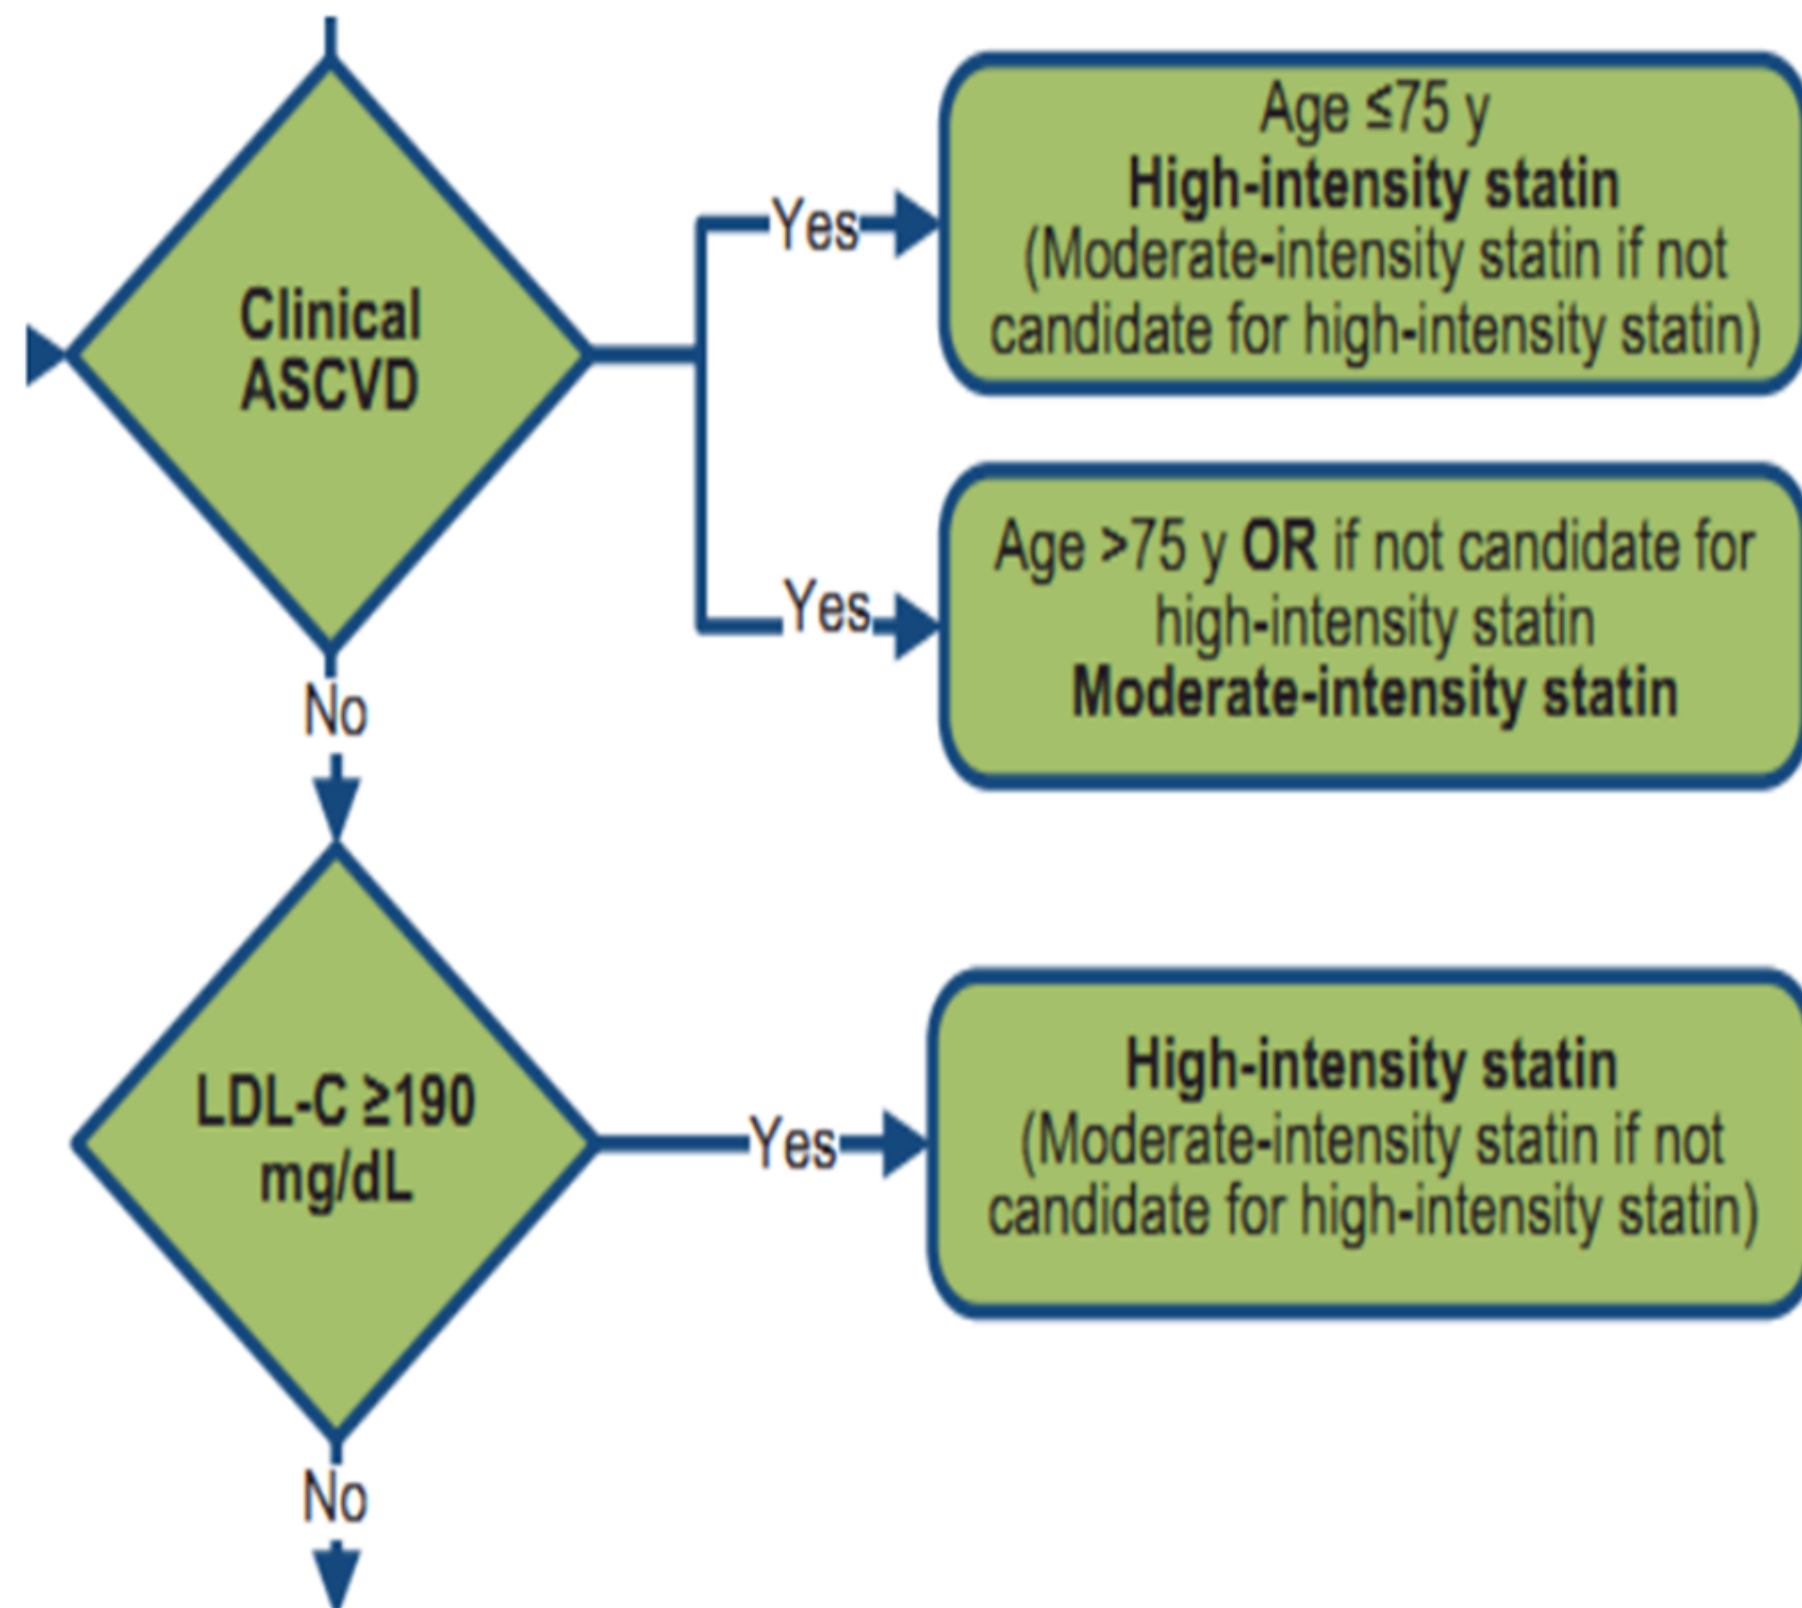 Clinical
ASCVD
Yes
Age ≤75 y
High-intensity statin
(Moderate-intensity statin if not
candidate for high-intensity statin)
Yes
Age >75 y OR if not candidate for
high-intensity statin
Moderate-intensity statin
No
LDL-C ≥190
mg/dL
Yes
High-intensity statin
(Moderate-intensity statin if not
candidate for high-intensity statin)
No